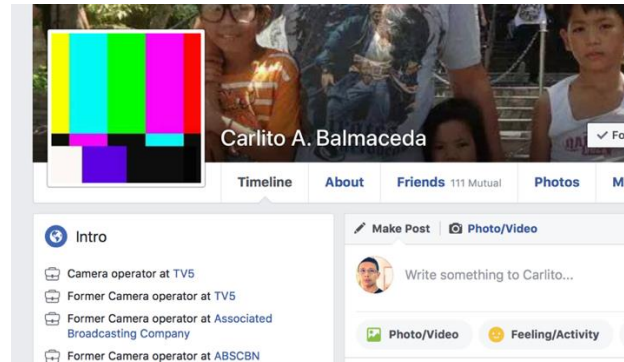 Carlito A. Balmaceda
✓ Fo
Timeline About Friends 111 Mutual Photos M
Intro
Camera operator at TV5
Former Camera operator at TV5
Former Camera operator at Associated
Broadcasting Company
Former Camera operator at ABSCBN
Make Post Photo/Video
Write something to Carlito...
Photo/Video Feeling/Activity